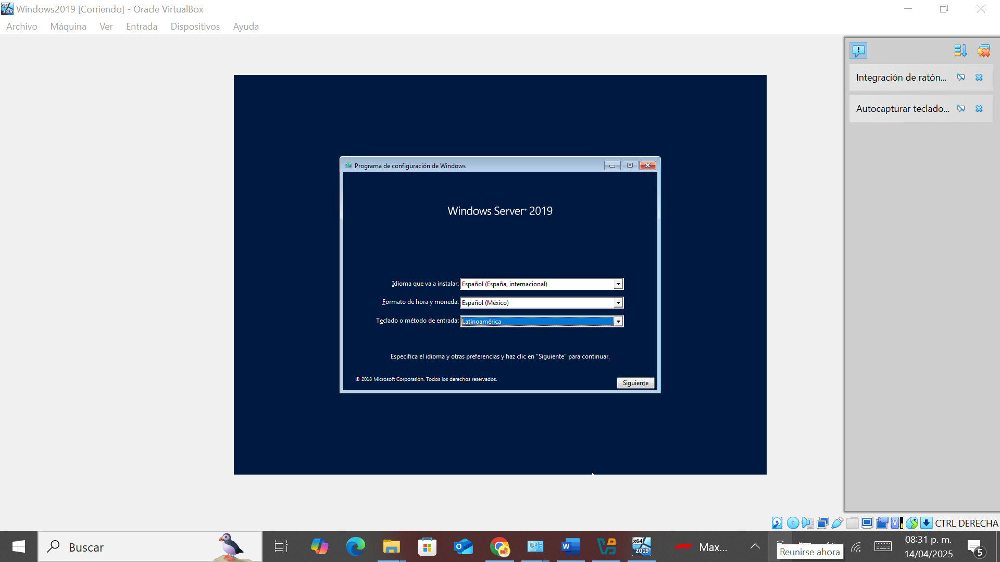 Windows2019 [Corriendo] - Oracle VirtualBox
Archivo Máquina Ver Entrada Dispositivos Ayuda
Integración de ratón...
Autocapturar teclado...
Programa de configuración de Windows
Windows Server® 2019
Idioma que va a instalar: Español (España, internacional)
Formato de hora y moneda: Español (México)
Teclado o método de entrada: Latinoamérica
Especifica el idioma y otras preferencias y haz clic en "Siguiente" para continuar.
© 2018 Microsoft Corporation. Todos los derechos reservados.
Siguiente
CTRL DERECHA
Buscar
x64
2019
Max...
Reunirse ahora
08:31 p. m.
14/04/2025
5